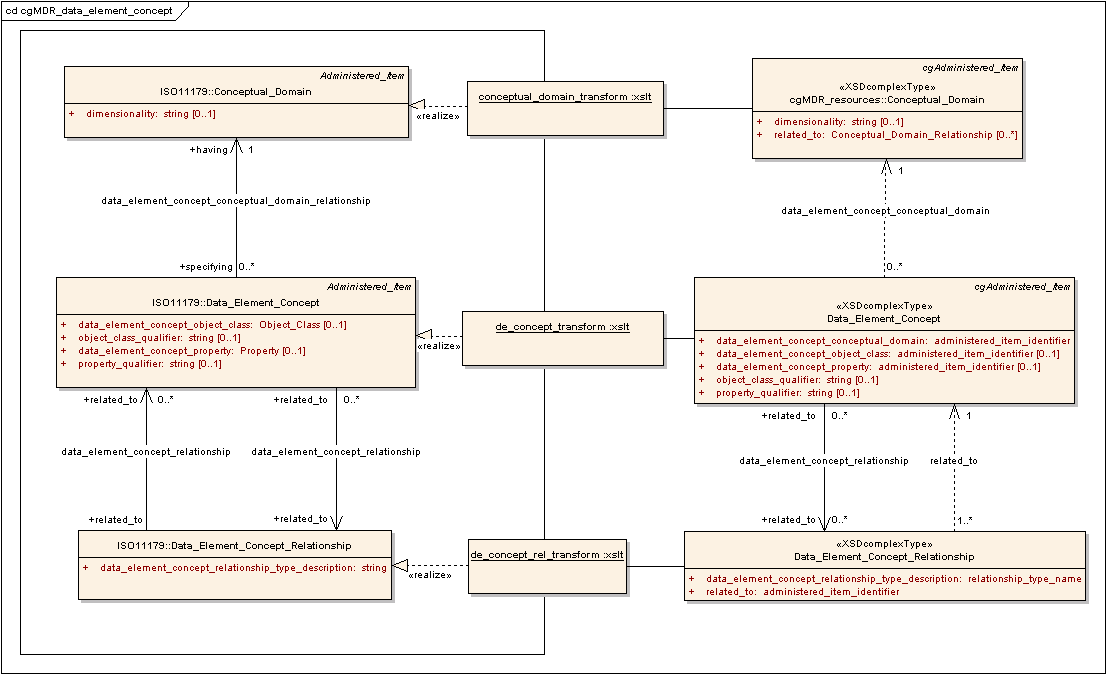 cd cgMDR_data_element_concept
Administered_Item
ISO11179::Conceptual_Domain
+ dimensionality: string [0..1]
conceptual_domain_transform :xslt
«realize»
cgAdministered_Item
«XSDcomplexType»
cgMDR_resources::Conceptual_Domain
+ dimensionality: string [0..1]
+ related_to: Conceptual_Domain_Relationship [0..*]
+having 1
data_element_concept_conceptual_domain_relationship
+specifying 0..*
1
data_element_concept_conceptual_domain
0..*
Administered_Item
ISO11179::Data_Element_Concept
+ data_element_concept_object_class: Object_Class [0..1]
+ object_class_qualifier: string [0..1]
+ data_element_concept_property: Property [0..1]
+ property_qualifier: string [0..1]
de_concept_transform :xslt
«realize»
cgAdministered_Item
«XSDcomplexType»
Data_Element_Concept
+ data_element_concept_conceptual_domain: administered_item_identifier
+ data_element_concept_object_class: administered_item_identifier [0..1]
+ data_element_concept_property: administered_item_identifier [0..1]
+ object_class_qualifier: string [0..1]
+ property_qualifier: string [0..1]
+related_to 0..*
data_element_concept_relationship
+related_to
+related_to 0..*
data_element_concept_relationship
+related_to
+related_to 0..*
data_element_concept_relationship
+related_to 0..*
1
related_to
1..*
ISO11179::Data_Element_Concept_Relationship
+ data_element_concept_relationship_type_description: string
de_concept_rel_transform :xslt
«realize»
«XSDcomplexType»
Data_Element_Concept_Relationship
+ data_element_concept_relationship_type_description: relationship_type_name
+ related_to: administered_item_identifier